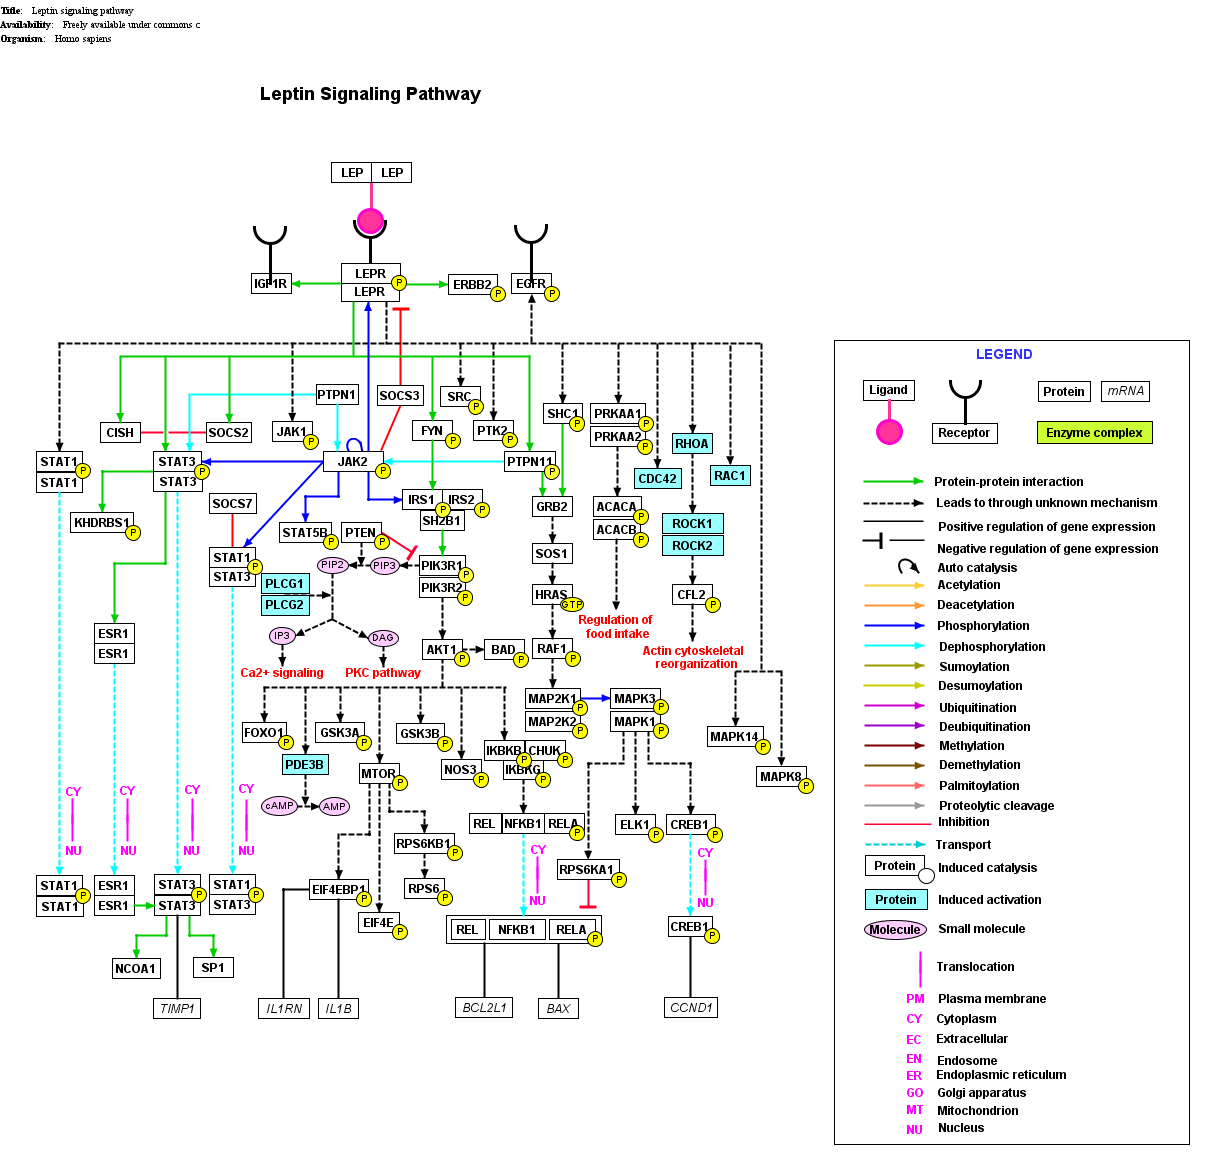 Title: Leptin signaling pathway
Availability: Freely available under commons c
Organism: Homo sapiens
Leptin Signaling Pathway
LEP LEP
IGF1R
LEPR
LEPR
P
ERBB2
P
EGFR
P
PTPN1
SOCS3
SRC
P
SHC1
P
PRKAA1
P
PRKAA2
P
CISH
SOCS2
JAK1
P
FYN
P
PTK2
P
RHOA
STAT1
P
STAT1
STAT3
P
STAT3
JAK2
P
PTPN11
P
CDC42
RAC1
SOCS7
IRS1
P
IRS2
P
SH2B1
GRB2
ACACA
P
ACACB
P
ROCK1
ROCK2
KHDRBS1
P
STAT5B
P
PTEN
P
STAT1
P
STAT3
SOS1
PLCG1
PLCG2
PIP2
PIP3
PIK3R1
P
PIK3R2
P
HRAS
GTP
CFL2
P
ESR1
ESR1
IP3
DAG
AKT1
P
BAD
P
RAF1
P
Regulation of
food intake
Actin cytoskeletal
reorganization
Ca2+ signaling
PKC pathway
MAP2K1
P
MAP2K2
P
MAPK3
P
MAPK1
P
FOXO1
P
GSK3A
P
GSK3B
P
MAPK14
P
PDE3B
MTOR
P
NOS3
P
IKBKB
P
CHUK
P
IKBKG
P
MAPK8
P
CY
NU
CY
NU
CY
NU
CY
NU
cAMP
AMP
REL NFKB1 RELA
P
ELK1
P
CREB1
P
RPS6KB1
P
CY
NU
CY
NU
RPS6KA1
P
STAT1
P
STAT1
ESR1
ESR1
STAT3
P
STAT3
STAT1
P
STAT3
EIF4EBP1
P
RPS6
P
EIF4E
P
REL NFKB1 RELA
P
CREB1
P
NCOA1
SP1
TIMP1
IL1RN
IL1B
BCL2L1
BAX
CCND1
LEGEND
Ligand
Receptor
Protein
mRNA
Enzyme complex
Protein-protein interaction
Leads to through unknown mechanism
Positive regulation of gene expression
Negative regulation of gene expression
Auto catalysis
Acetylation
Deacetylation
Phosphorylation
Dephosphorylation
Sumoylation
Desumoylation
Ubiquitination
Deubiquitination
Methylation
Demethylation
Palmitoylation
Proteolytic cleavage
Inhibition
Transport
Protein Induced catalysis
Protein Induced activation
Molecule Small molecule
Translocation
PM Plasma membrane
CY Cytoplasm
EC Extracellular
EN Endosome
ER Endoplasmic reticulum
GO Golgi apparatus
MT Mitochondrion
NU Nucleus